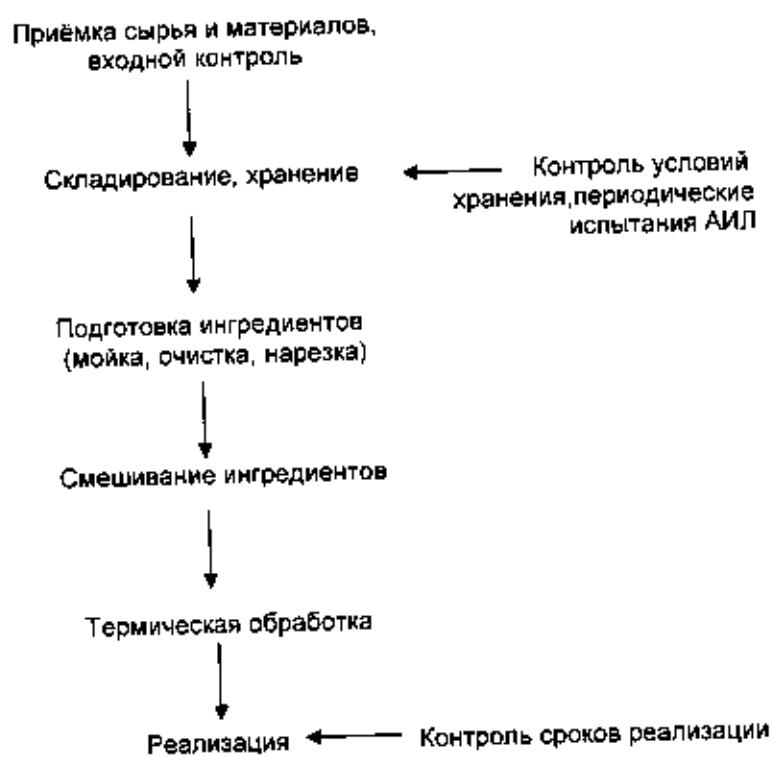 Приёмка сырья и материалов,
входной контроль
Складирование, хранение
Контроль условий
хранения,периодические
испытания АИЛ
Подготовка ингредиентов
(мойка, очистка, нарезка)
Смешивание ингредиентов
Термическая обработка
Реализация
Контроль сроков реализации